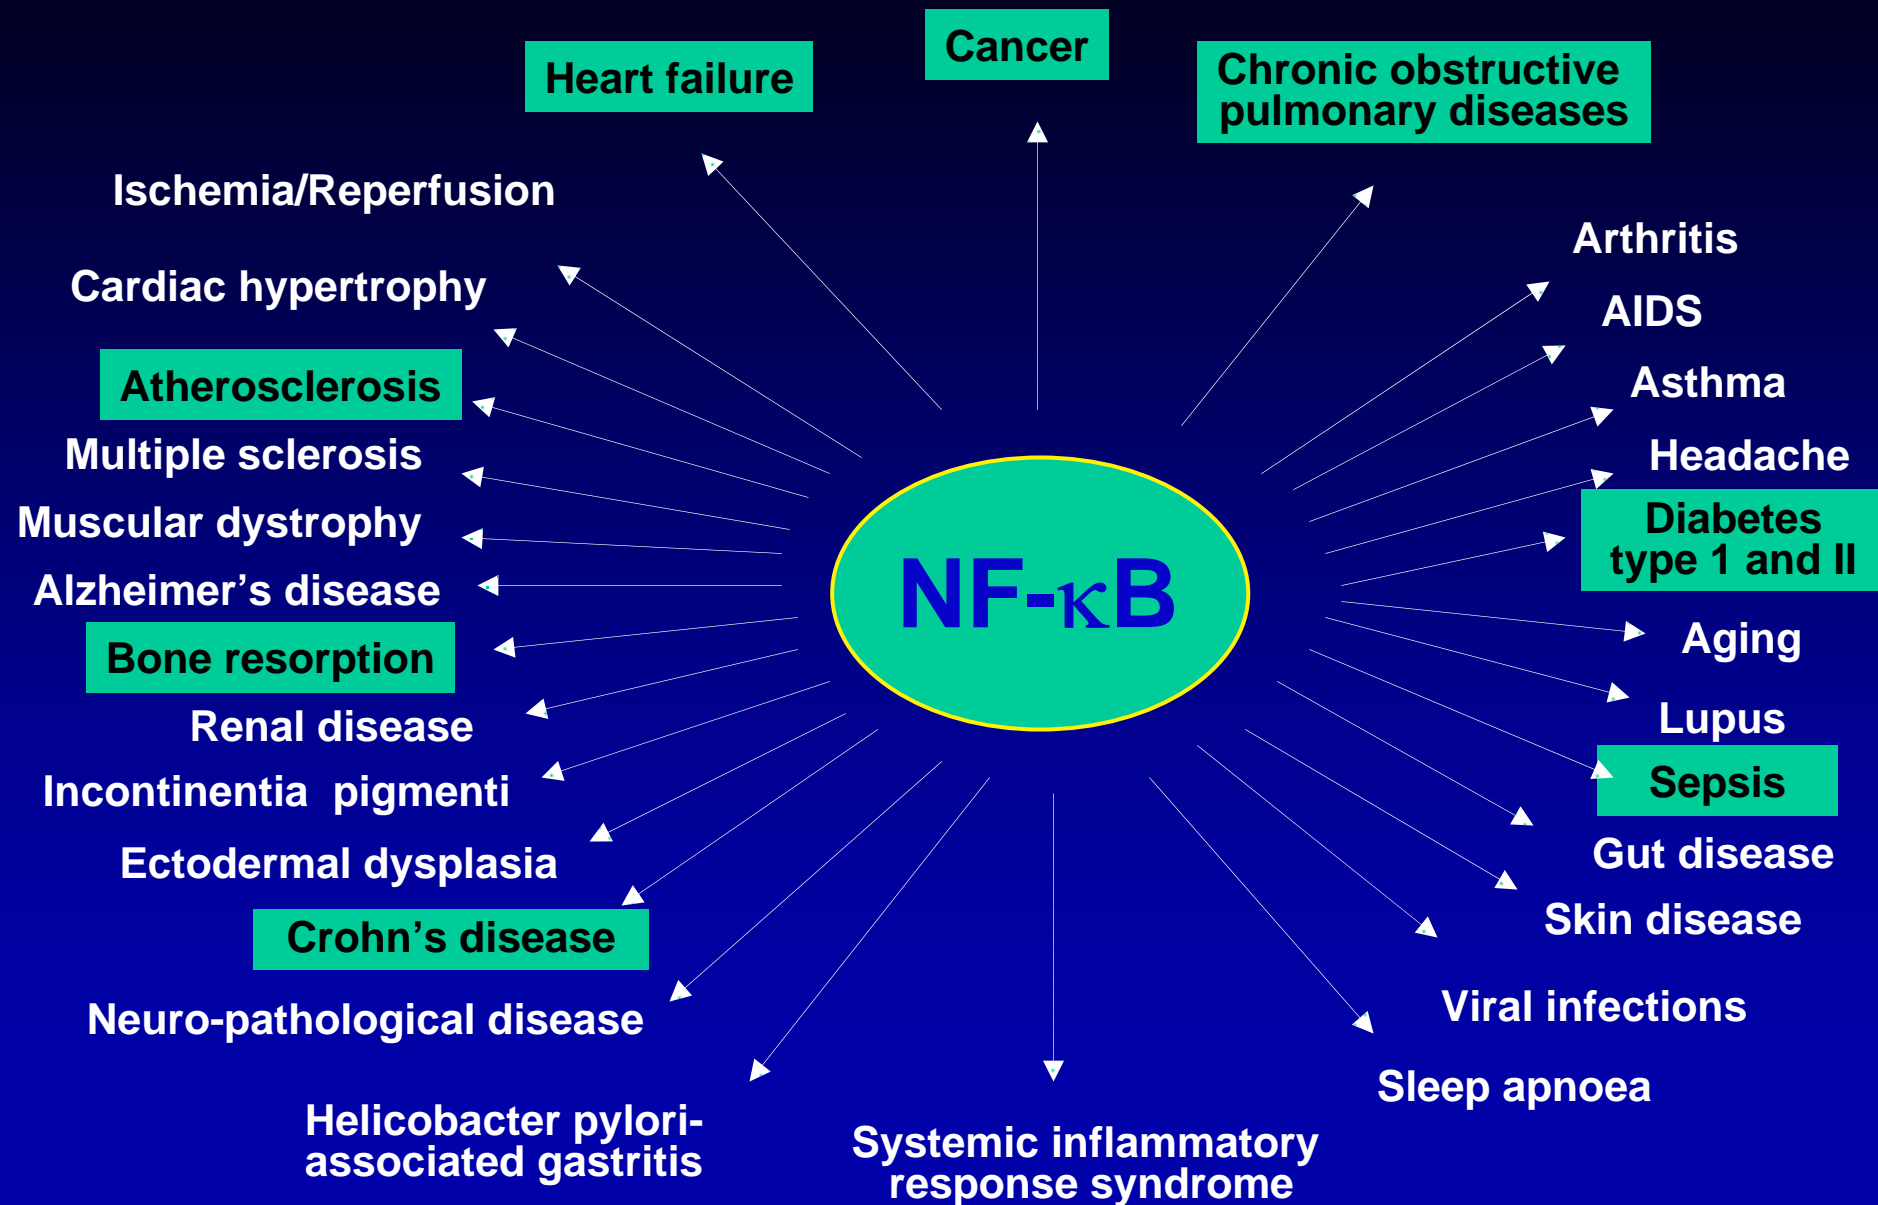 Cancer
Heart failure
Chronic obstructive
pulmonary diseases
Ischemia/Reperfusion
Arthritis
Cardiac hypertrophy
AIDS
Atherosclerosis
Asthma
Multiple sclerosis
Headache
Muscular dystrophy
Diabetes
type 1 and II
Alzheimer’s disease
NF-κB
Bone resorption
Aging
Renal disease
Lupus
Incontinentia  pigmenti
Sepsis
Ectodermal dysplasia
Gut disease
Crohn’s disease
Skin disease
Neuro-pathological disease
Viral infections
Sleep apnoea
Helicobacter pylori-
associated gastritis
Systemic inflammatory
response syndrome